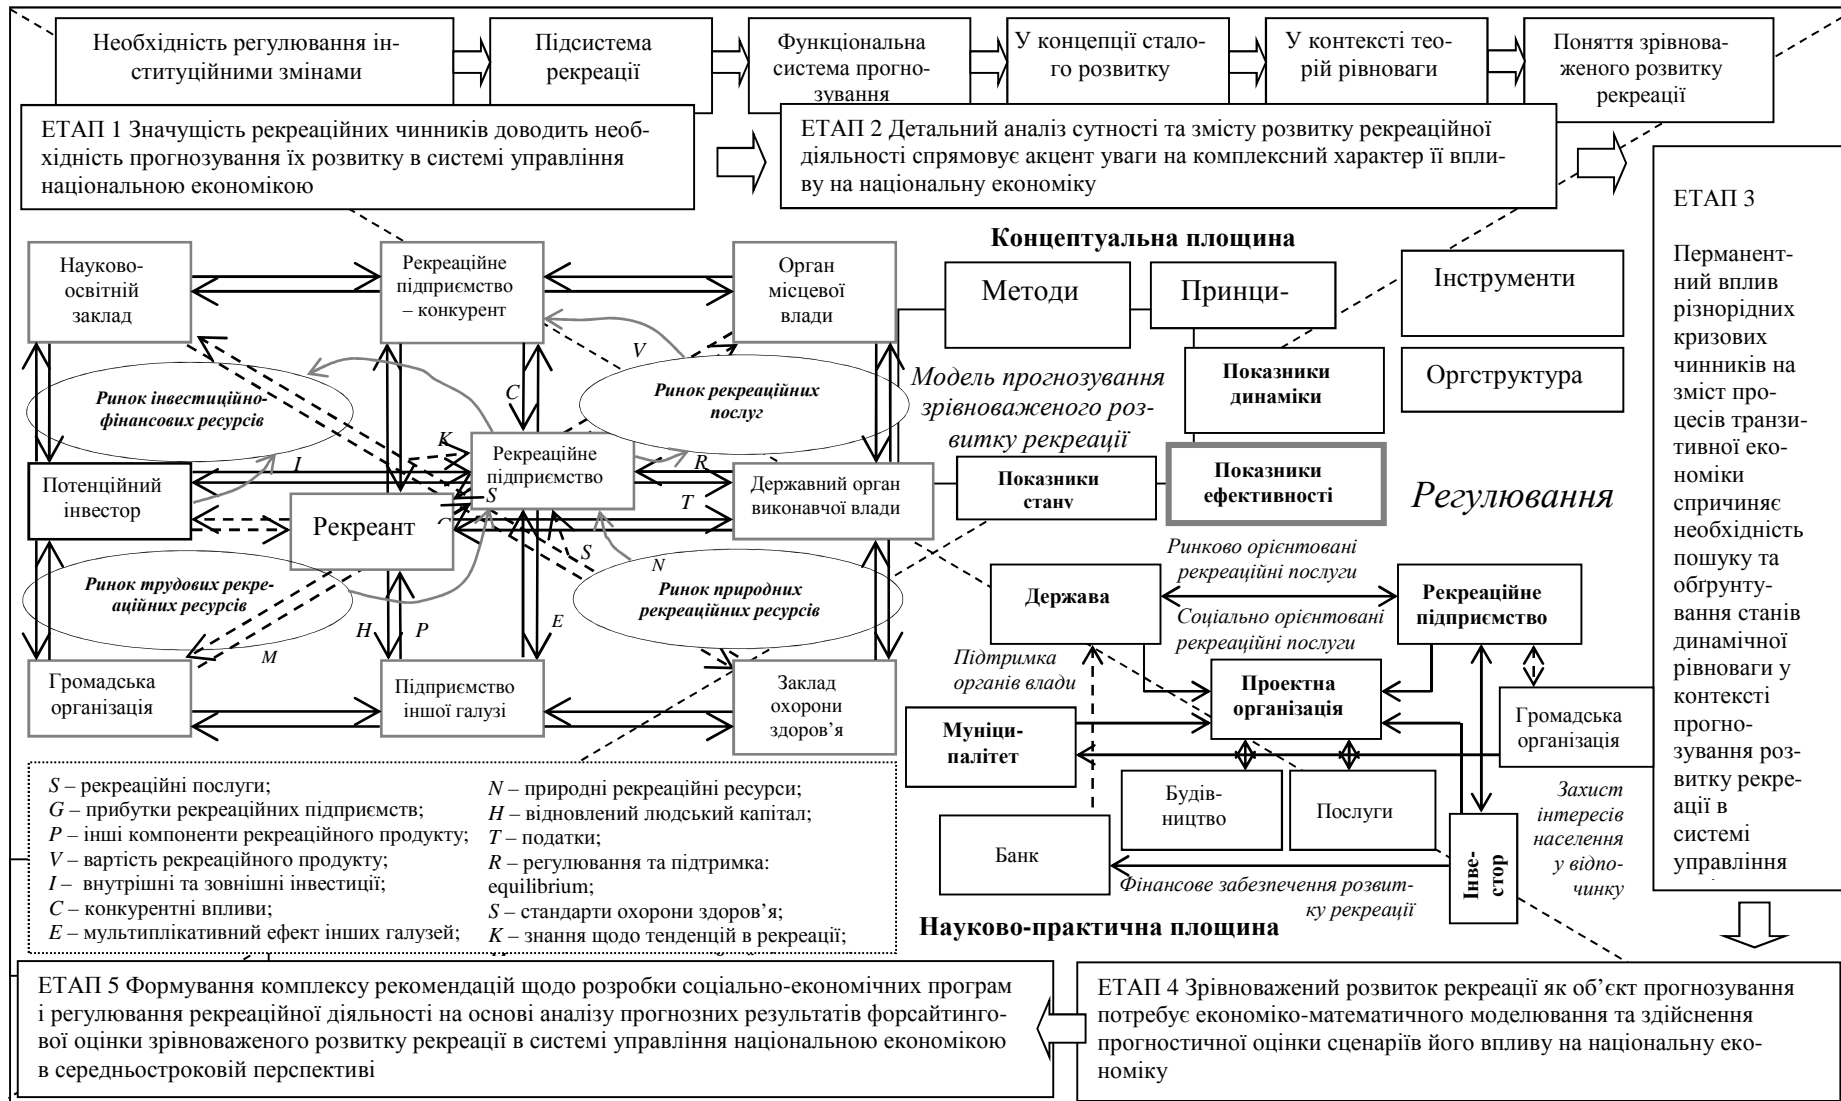 Необхідність регулювання ін-
ституційними змінами
Підсистема
рекреації
Функціональна
система прогно-
зування
У концепції стало-
го розвитку
У контексті тео-
рій рівноваги
Поняття зрівнова-
женого розвитку
рекреації
ЕТАП 1 Значущість рекреаційних чинників доводить необ-
хідність прогнозування їх розвитку в системі управління
національною економікою
ЕТАП 2 Детальний аналіз сутності та змісту розвитку рекреаційної
діяльності спрямовує акцент уваги на комплексний характер її впли-
ву на національну економіку
ЕТАП 3
Перманент-
ний вплив
різнорідних
кризових
чинників на
зміст про-
цесів транзи-
тивної еко-
номіки
спричиняє
необхідність
пошуку та
обґрунту-
вання станів
динамічної
рівноваги у
контексті
прогно-
зування роз-
витку рекре-
ації в
системі
управління
Концептуальна площина
Науково-
освітній
заклад
Рекреаційне
підприємство
– конкурент
Орган
місцевої
влади
Методи
Принци-
Інструменти
Показники
динаміки
Оргструктура
Модель прогнозування
зрівноваженого роз-
витку рекреації
Показники
стану
Показники
ефективності
Регулювання
Ринок інвестиційно-
фінансових ресурсів
Ринок рекреаційних
послуг
V
C
K
I
R
T
S
S
N
Рекреаційне
підприємство
Потенційний
інвестор
Рекреант
Державний орган
виконавчої влади
Ринок трудових рекре-
аційних ресурсів
Ринок природних
рекреаційних ресурсів
H
P
E
M
Громадська
організація
Підприємство
іншої галузі
Заклад
охорони
здоров’я
Ринково орієнтовані
рекреаційні послуги
Держава
Рекреаційне
підприємство
Соціально орієнтовані
рекреаційні послуги
Підтримка
органів влади
Проектна
організація
Муніци-
палітет
Громадська
організація
Будів-
ництво
Послуги
Захист
інтересів
населення
у відпо-
чинку
Банк
Інве-
стор
Фінансове забезпечення розвит-
ку рекреації
Науково-практична площина
S – рекреаційні послуги;
G – прибутки рекреаційних підприємств;
P – інші компоненти рекреаційного продукту;
V – вартість рекреаційного продукту;
I – внутрішні та зовнішні інвестиції;
C – конкурентні впливи;
E – мультиплікативний ефект інших галузей;
N – природні рекреаційні ресурси;
H – відновлений людський капітал;
T – податки;
R – регулювання та підтримка:
equilibrium;
S – стандарти охорони здоров’я;
K – знання щодо тенденцій в рекреації;
ЕТАП 5 Формування комплексу рекомендацій щодо розробки соціально-економічних програм
і регулювання рекреаційної діяльності на основі аналізу прогнозних результатів форсайтинго-
вої оцінки зрівноваженого розвитку рекреації в системі управління національною економікою
в середньостроковій перспективі
ЕТАП 4 Зрівноважений розвиток рекреації як об’єкт прогнозування
потребує економіко-математичного моделювання та здійснення
прогностичної оцінки сценаріїв його впливу на національну еко-
номіку